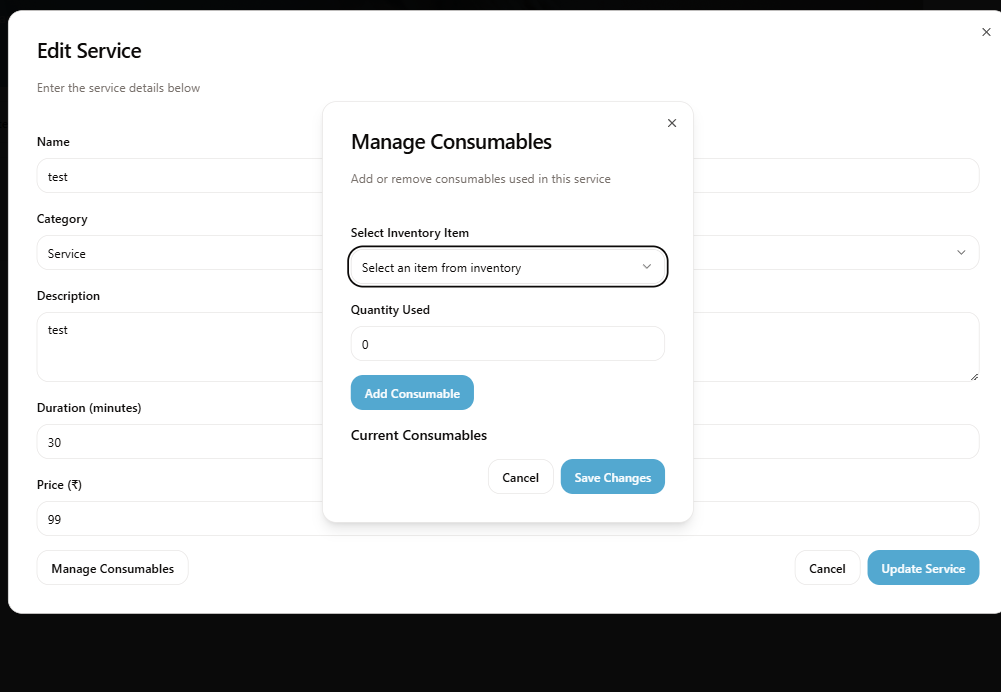 Edit Service
Enter the service details below
Name
test
Category
Service
Description
test
Duration (minutes)
30
Price (₹)
99
Manage Consumables
Cancel
Update Service
Manage Consumables
Add or remove consumables used in this service
Select Inventory Item
Select an item from inventory
Quantity Used
0
Add Consumable
Current Consumables
Cancel
Save Changes